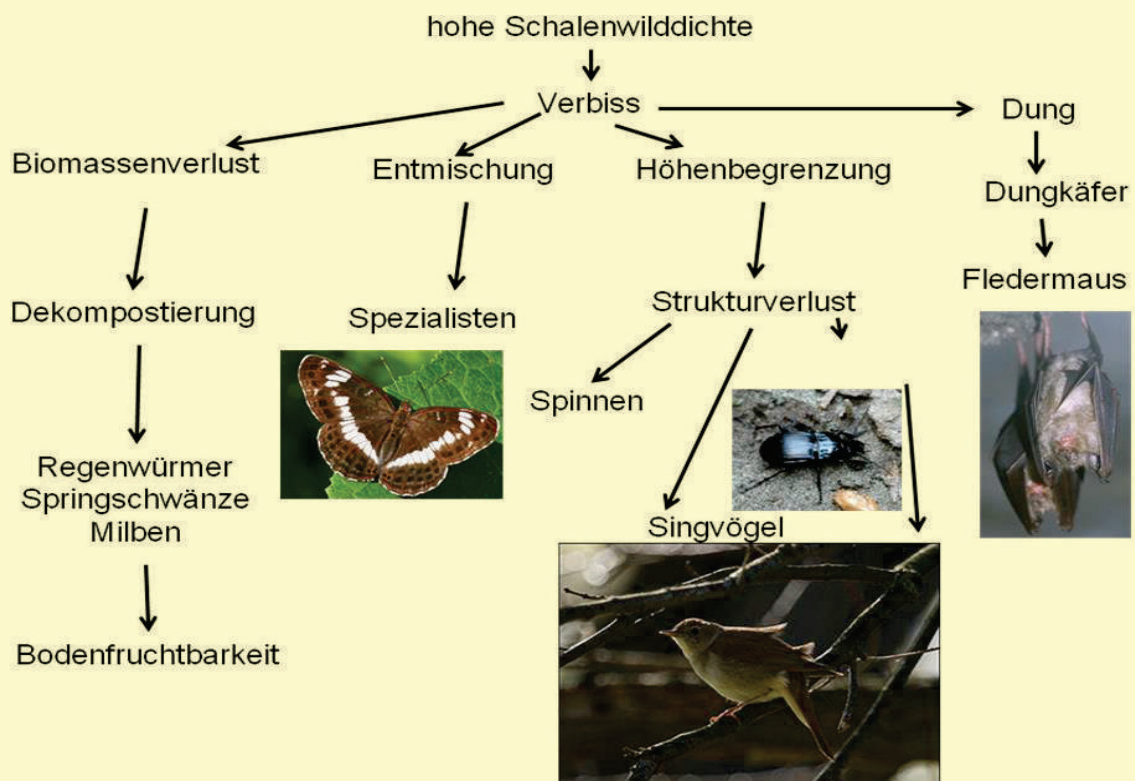 hohe Schalenwilddichte
Verbiss
Dung
Biomassenverlust
Entmischung
Höhenbegrenzung
Dungkäfer
Fledermaus
Dekompostierung
Spezialisten
Strukturverlust
Spinnen
Regenwürmer
Springschwänze
Milben
Singvögel
Bodenfruchtbarkeit